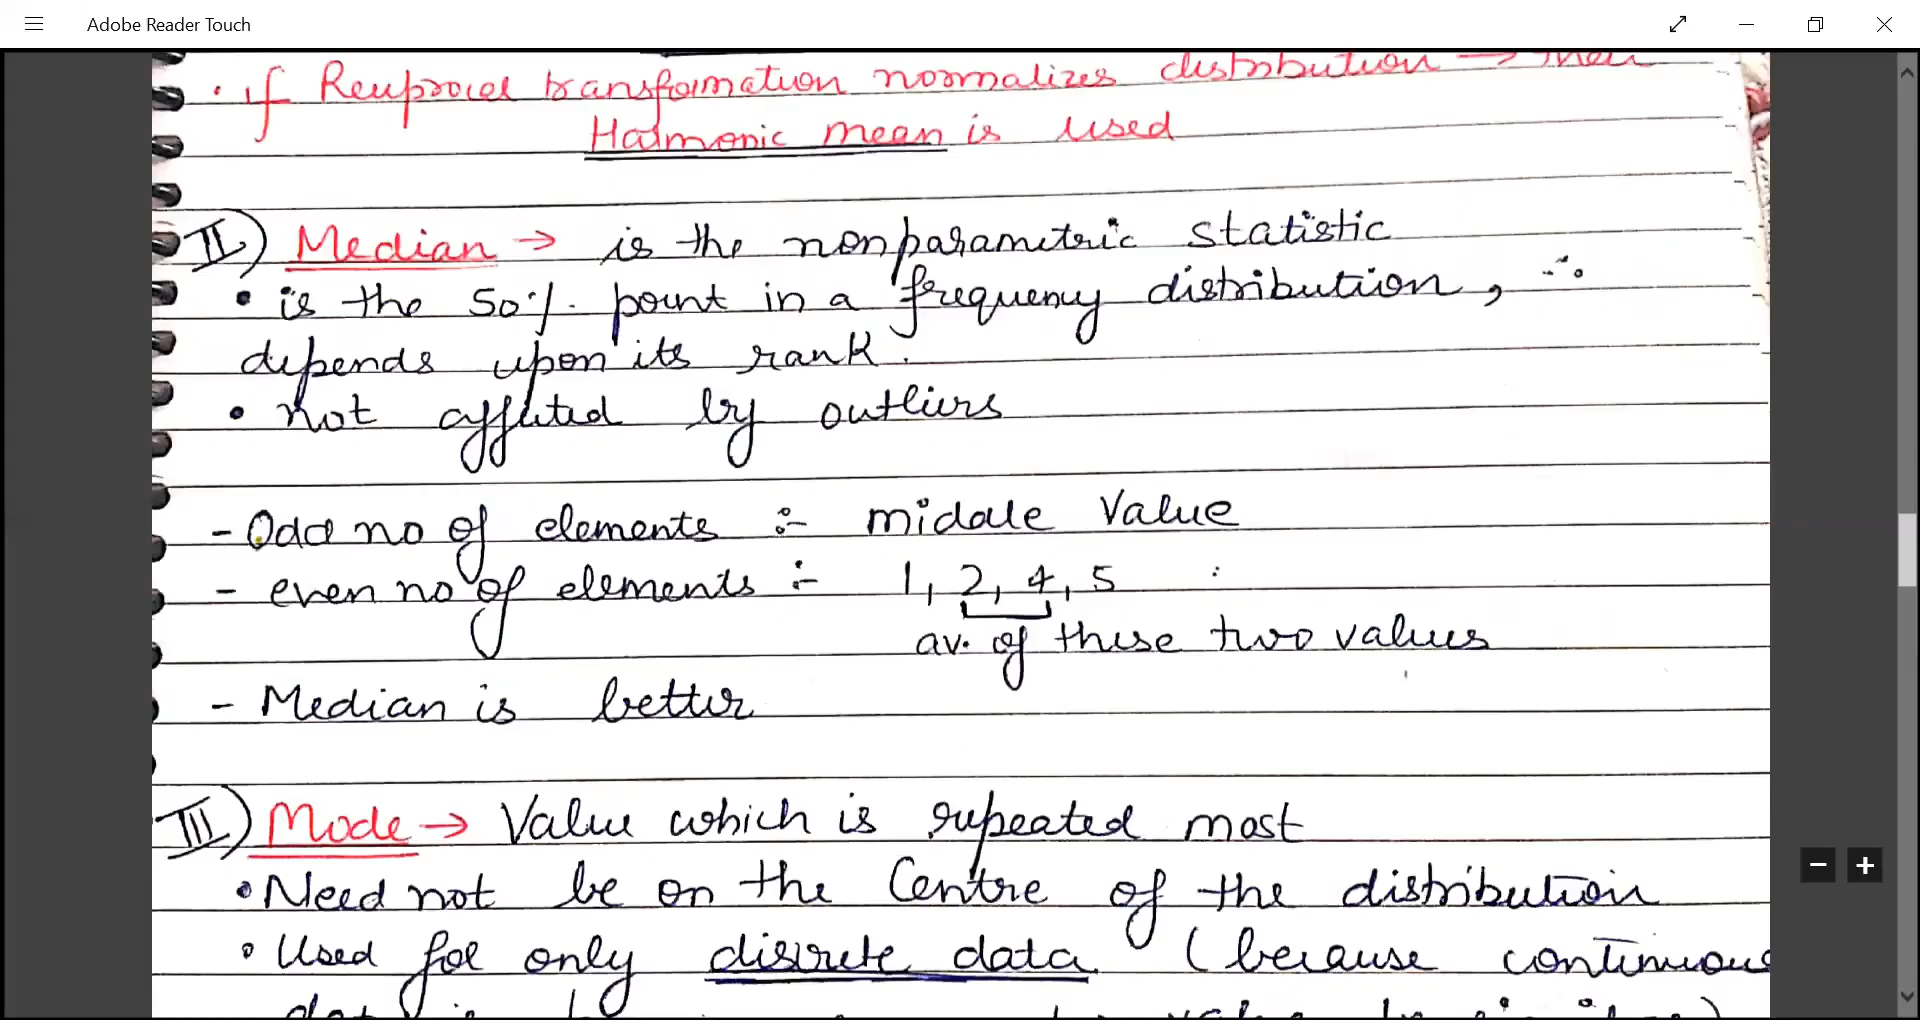 Adobe Reader Touch
• if Reciprocal transformation normalizes distribution → then
Harmonic mean is used
II) Median → is the nonparametric statistic
• is the 50%. point in a frequency distribution, ∴
depends upon its rank.
• not affected by outliers
- Odd no of elements :- middle Value
- even no of elements :- 1, 2, 4, 5
av. of these two values
- Median is better
III) Mode → Value which is repeated most
• Need not be on the Centre of the distribution
• Used for only discrete data (because continuous